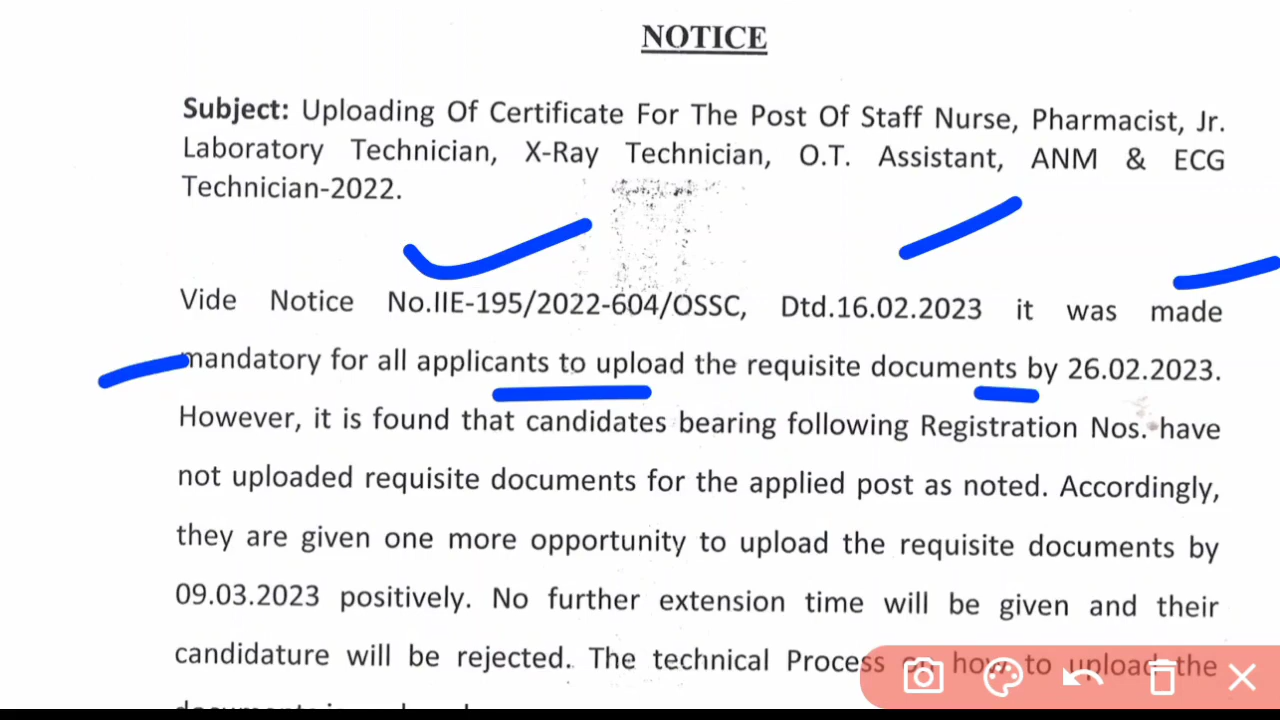 NOTICE
Subject: Uploading Of Certificate For The Post Of Staff Nurse, Pharmacist, Jr.
Laboratory Technician, X-Ray Technician, O.T. Assistant, ANM & ECG
Technician-2022.
Vide Notice No.IIE-195/2022-604/OSSC, Dtd.16.02.2023 it was made
mandatory for all applicants to upload the requisite documents by 26.02.2023.
However, it is found that candidates bearing following Registration Nos. have
not uploaded requisite documents for the applied post as noted. Accordingly,
they are given one more opportunity to upload the requisite documents by
09.03.2023 positively. No further extension time will be given and their
candidature will be rejected. The technical Process on how to upload the